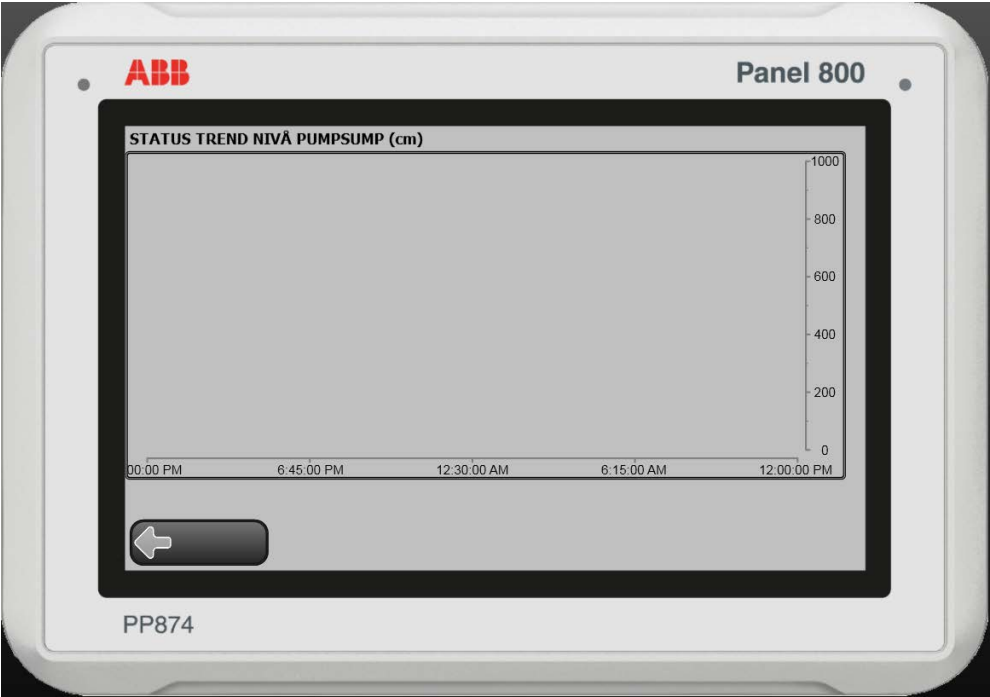 ABB
Panel 800
STATUS TREND NIVÅ PUMPSUMP (cm)
1000
800
600
400
200
0
00:00 PM 6:45:00 PM 12:30:00 AM 6:15:00 AM 12:00:00 PM
PP874